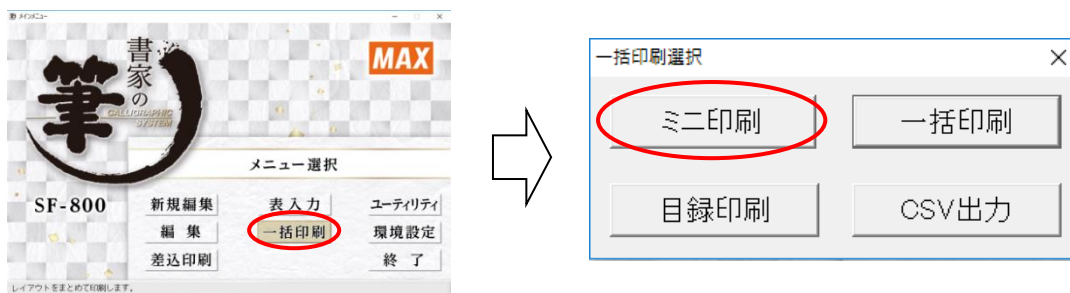 メインメニュー
書家の
筆
CALLIGRAPHIC
SYSTEM
MAX
メニュー選択
SF-800
新規編集 表入力 ユーティリティ
編集 一括印刷 環境設定
差込印刷 終了
レイアウトをまとめて印刷します。
一括印刷選択
ミニ印刷 一括印刷
目録印刷 CSV出力